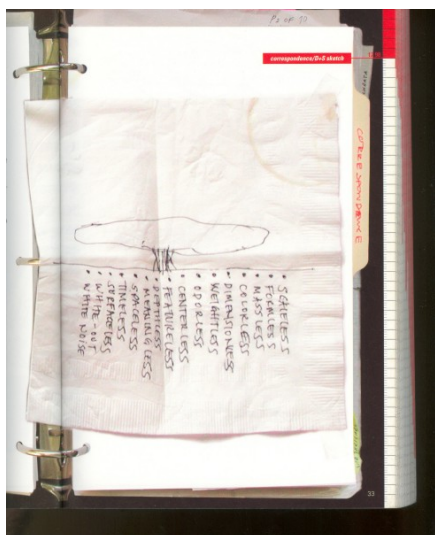 correspondence/D+S sketch
CORRESPONDENCE
• SCALELESS
• FORMLESS
• MASSLESS
• COLORLESS
• DIMENSIONLESS
• WEIGHTLESS
• ODORLESS
• CENTERLESS
• FEATURELESS
• DEPTHLESS
• MEANINGLESS
• SPACELESS
• TIMELESS
• SURFACELESS
• WHITE-OUT
• WHITE NOISE
33